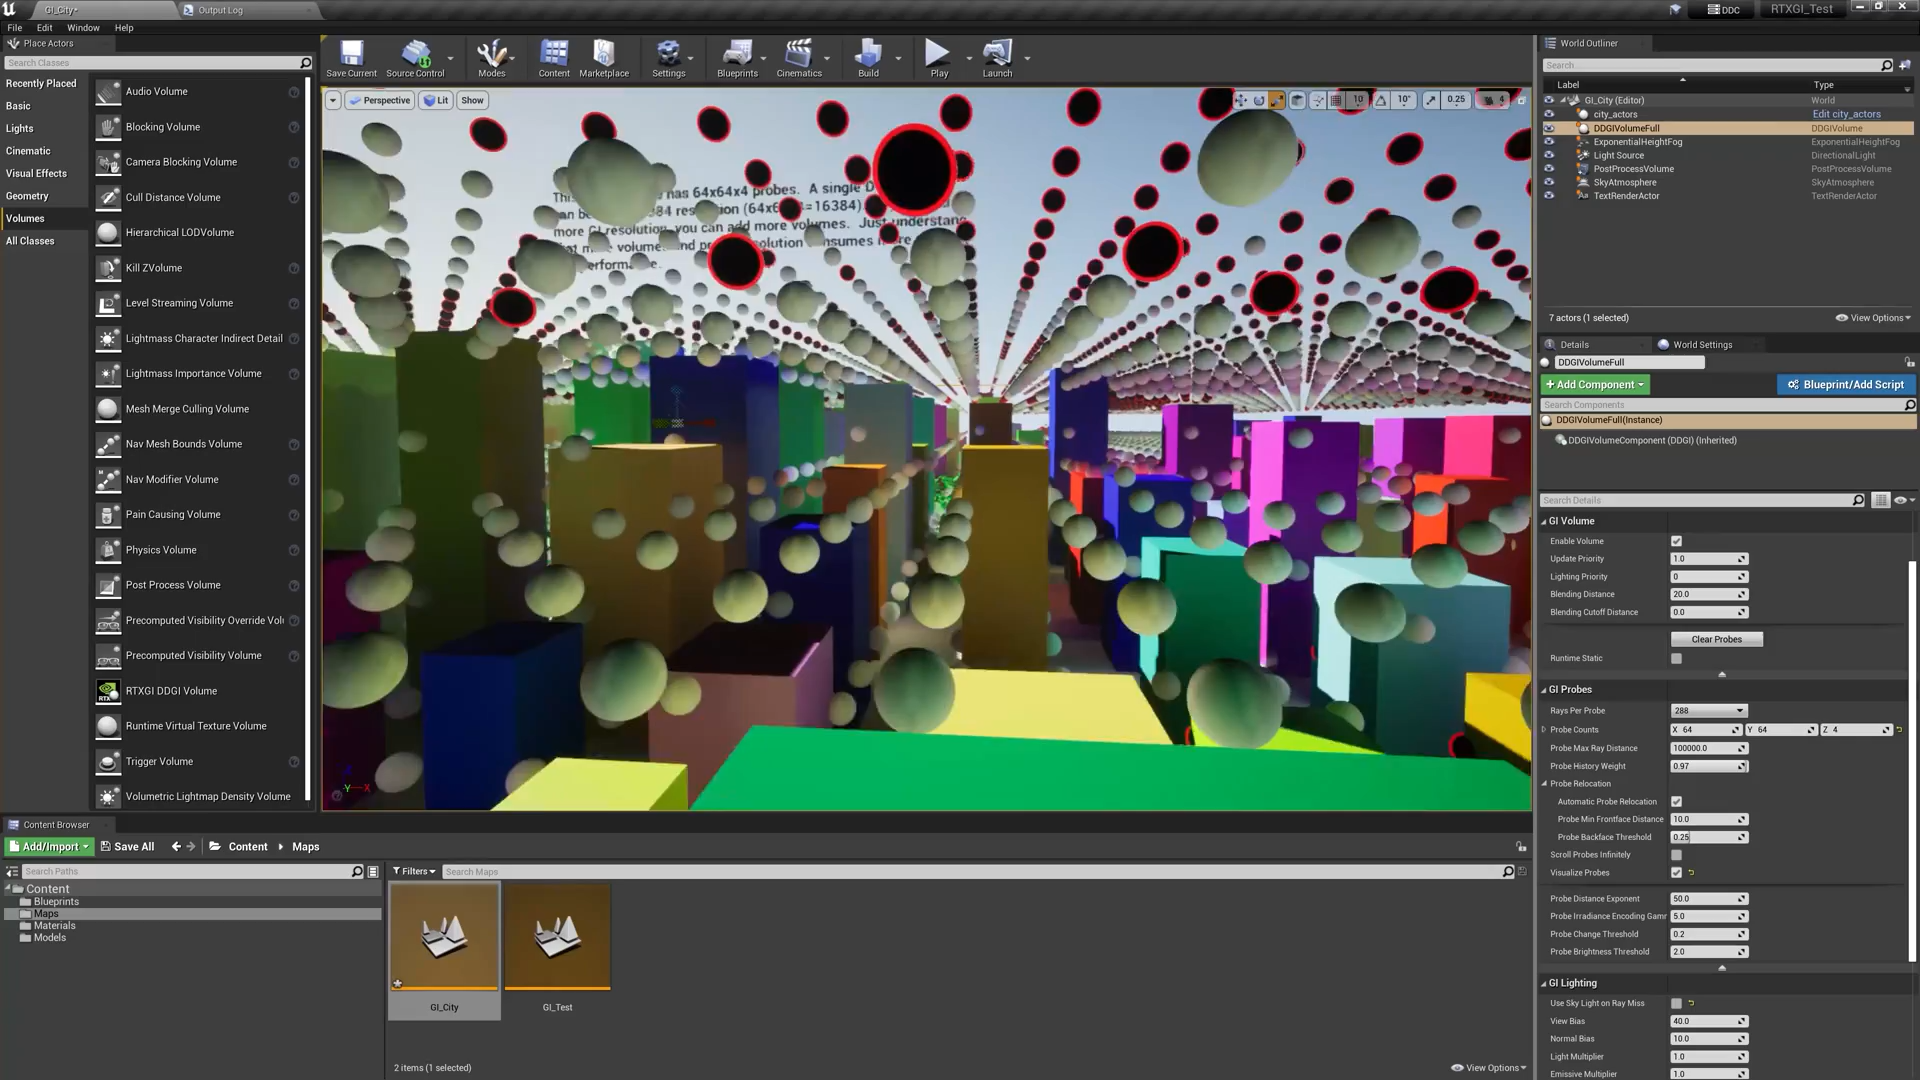 GI_City*
Output Log
DDC
RTXGI_Test
File Edit Window Help
Place Actors
Search Classes
Recently Placed
Basic
Lights
Cinematic
Visual Effects
Geometry
Volumes
All Classes
Audio Volume
Blocking Volume
Camera Blocking Volume
Cull Distance Volume
Hierarchical LODVolume
Kill ZVolume
Level Streaming Volume
Lightmass Character Indirect Detail
Lightmass Importance Volume
Mesh Merge Culling Volume
Nav Mesh Bounds Volume
Nav Modifier Volume
Pain Causing Volume
Physics Volume
Post Process Volume
Precomputed Visibility Override Volu
Precomputed Visibility Volume
RTXGI DDGI Volume
Runtime Virtual Texture Volume
Trigger Volume
Volumetric Lightmap Density Volume
Save Current
Source Control
Modes
Content
Marketplace
Settings
Blueprints
Cinematics
Build
Play
Launch
Perspective Lit Show
10 10° 0.25 4
has 64x64x4 probes. A single
more GI resolution, you can add more volumes. Just understand
World Outliner
Search...
Label Type
GI_City (Editor) World
city_actors Edit city_actors
DDGIVolumeFull DDGIVolume
ExponentialHeightFog ExponentialHeightFog
Light Source DirectionalLight
PostProcessVolume PostProcessVolume
SkyAtmosphere SkyAtmosphere
TextRenderActor TextRenderActor
7 actors (1 selected) View Options
Details World Settings
DDGIVolumeFull
+Add Component Blueprint/Add Script
Search Components
DDGIVolumeFull(Instance)
DDGIVolumeComponent (DDGI) (Inherited)
Search Details
GI Volume
Enable Volume
Update Priority 1.0
Lighting Priority 0
Blending Distance 20.0
Blending Cutoff Distance 0.0
Clear Probes
Runtime Static
GI Probes
Rays Per Probe 288
Probe Counts X 64 Y 64 Z 4
Probe Max Ray Distance 100000.0
Probe History Weight 0.97
Probe Relocation
Automatic Probe Relocation
Probe Min Frontface Distance 10.0
Probe Backface Threshold 0.25
Scroll Probes Infinitely
Visualize Probes
Probe Distance Exponent 50.0
Probe Irradiance Encoding Gamr 5.0
Probe Change Threshold 0.2
Probe Brightness Threshold 2.0
GI Lighting
Use Sky Light on Ray Miss
View Bias 40.0
Normal Bias 10.0
Light Multiplier 1.0
Emissive Multiplier 1.0
Content Browser
Add/Import Save All Content Maps
Search Paths
Filters Search Maps
Content
Blueprints
Maps
Materials
Models
GI_City
GI_Test
2 items (1 selected) View Options